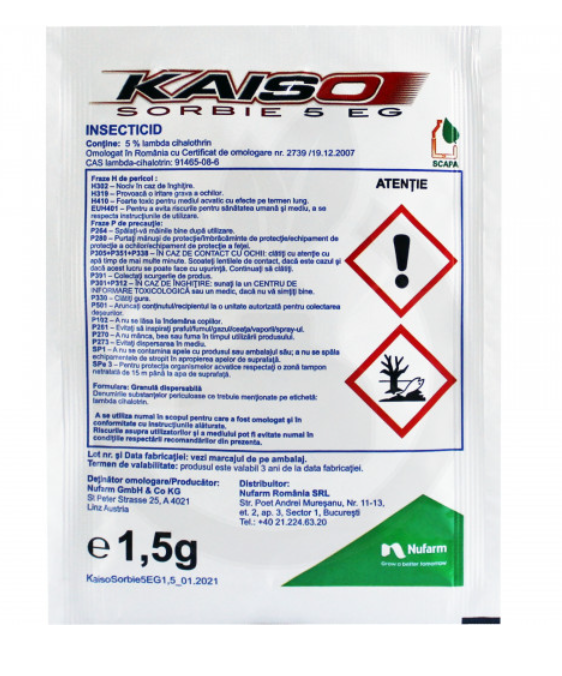 KAISO
SORBIE 5 EG
INSECTICID
Conține: 5 % lambda cihalothrin
Omologat în România cu Certificat de omologare nr. 2739 /19.12.2007
CAS lambda-cihalotrin: 91465-08-6
SCAPA
ATENȚIE
Fraze H de pericol :
H302 – Nociv în caz de înghițire.
H319 – Provoacă o iritare gravă a ochilor.
H410 – Foarte toxic pentru mediul acvatic cu efecte pe termen lung.
EUH401 – Pentru a evita riscurile pentru sănătatea umană și mediu, a se
respecta instrucțiunile de utilizare.
Fraze P de precauție:
P264 – Spălați-vă mâinile bine după utilizare.
P280 – Purtați mănuși de protecție/îmbrăcăminte de protecție/echipament de
protecție a ochilor/echipament de protecție a feței.
P305+P351+P338 – ÎN CAZ DE CONTACT CU OCHII: clătiți cu atenție cu
apă timp de mai multe minute. Scoateți lentilele de contact, dacă este cazul și
dacă acest lucru se poate face cu ușurință. Continuați să clătiți.
P391 – Colectați scurgerile de produs.
P301+P312 – ÎN CAZ DE ÎNGHIȚIRE: sunați la un CENTRU DE
INFORMARE TOXICOLOGICĂ sau un medic, dacă nu vă simțiți bine.
P330 – Clătiți gura.
P501 – Aruncați conținutul/recipientul la o unitate autorizată pentru colectarea
deșeurilor.
P102 – A nu se lăsa la îndemâna copiilor.
P261 – Evitați să inspirați praful/fumul/gazul/ceața/vaporii/spray-ul.
P270 – A nu mânca, bea sau fuma în timpul utilizării produsului.
P273 – Evitați dispersarea în mediu.
SP1 – A nu se contamina apele cu produsul sau ambalajul său; a nu se spăla
echipamentele de stropit în apropierea apelor de suprafață.
SPe 3 – Pentru protecția organismelor acvatice respectați o zonă tampon
netratată de 15 m până la apa de suprafață.
Formulare: Granulă dispersabilă
Denumirile substanțelor periculoase ce trebuie menționate pe etichetă:
lambda cihalotrin.
A se utiliza numai în scopul pentru care a fost omologat și în
conformitate cu instrucțiunile alăturate.
Riscurile asupra utilizatorilor și a mediului pot fi evitate numai în
condițiile respectării recomandărilor din prezenta.
Lot nr. și Data fabricației: vezi marcajul de pe ambalaj.
Termen de valabilitate: produsul este valabil 3 ani de la data fabricației.
Deținător omologare/Producător:
Nufarm GmbH & Co KG
St Peter Strasse 25, A 4021
Linz Austria
Distribuitor:
Nufarm România SRL
Str. Poet Andrei Mureșanu, Nr. 11-13,
et. 2, ap. 3, Sector 1, București
Tel.: +40 21.224.63.20
e 1,5g
Nufarm
Grow a better tomorrow
KaisoSorbie5EG1,5_01.2021